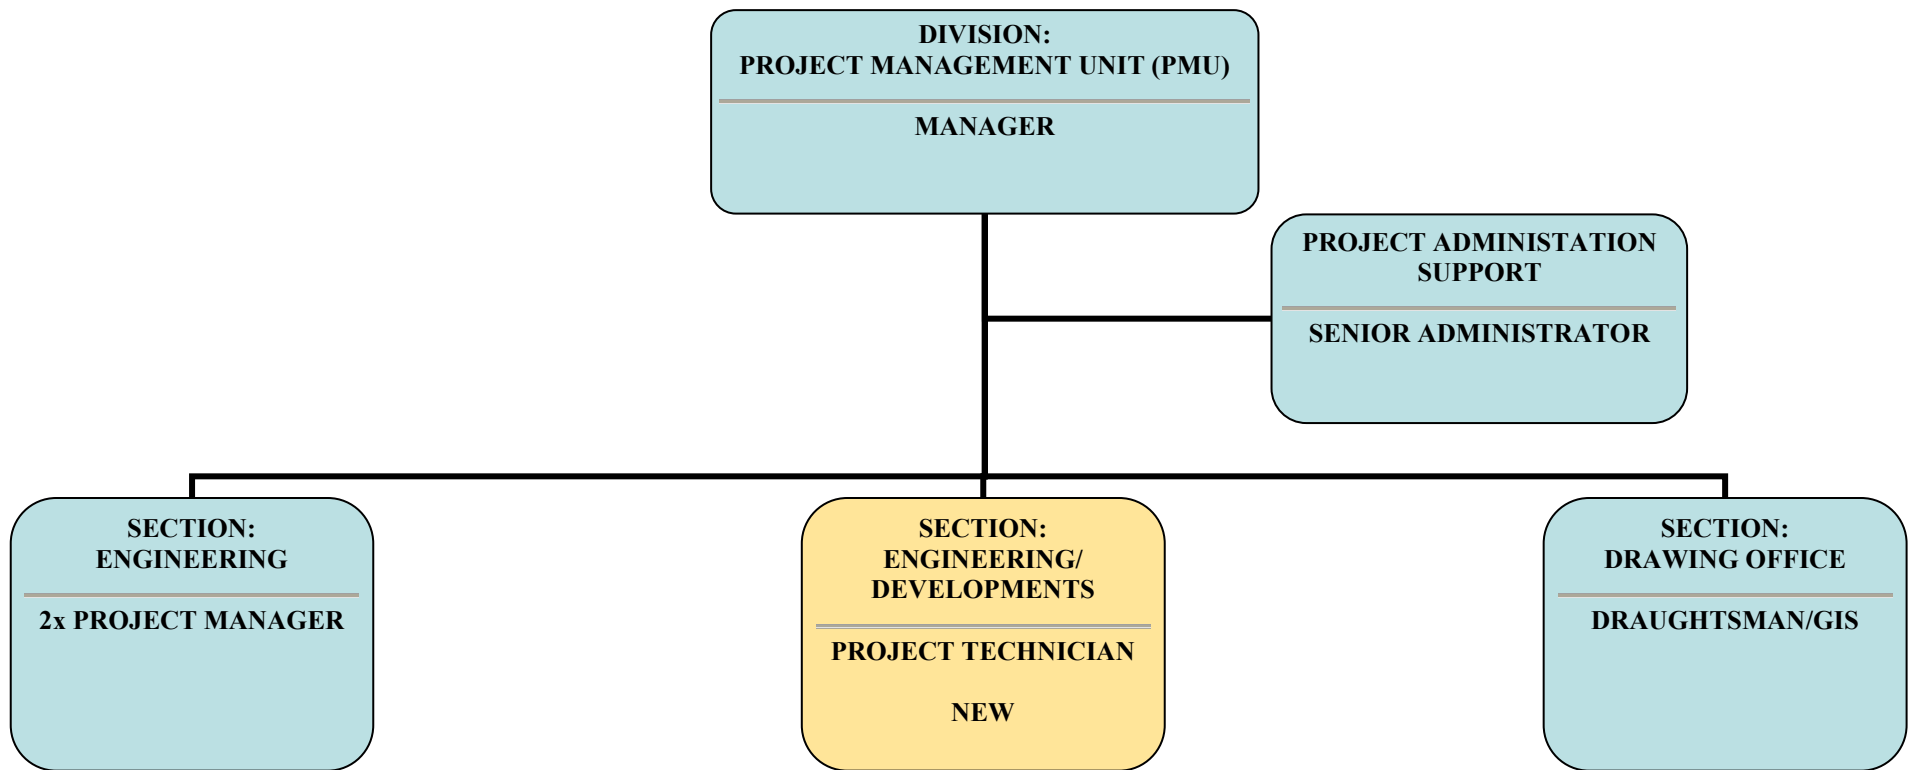 DIVISION:
PROJECT MANAGEMENT UNIT (PMU)
MANAGER
PROJECT ADMINISTATION
SUPPORT
SENIOR ADMINISTRATOR
SECTION:
ENGINEERING
2x PROJECT MANAGER
SECTION:
ENGINEERING/
DEVELOPMENTS
PROJECT TECHNICIAN
NEW
SECTION:
DRAWING OFFICE
DRAUGHTSMAN/GIS